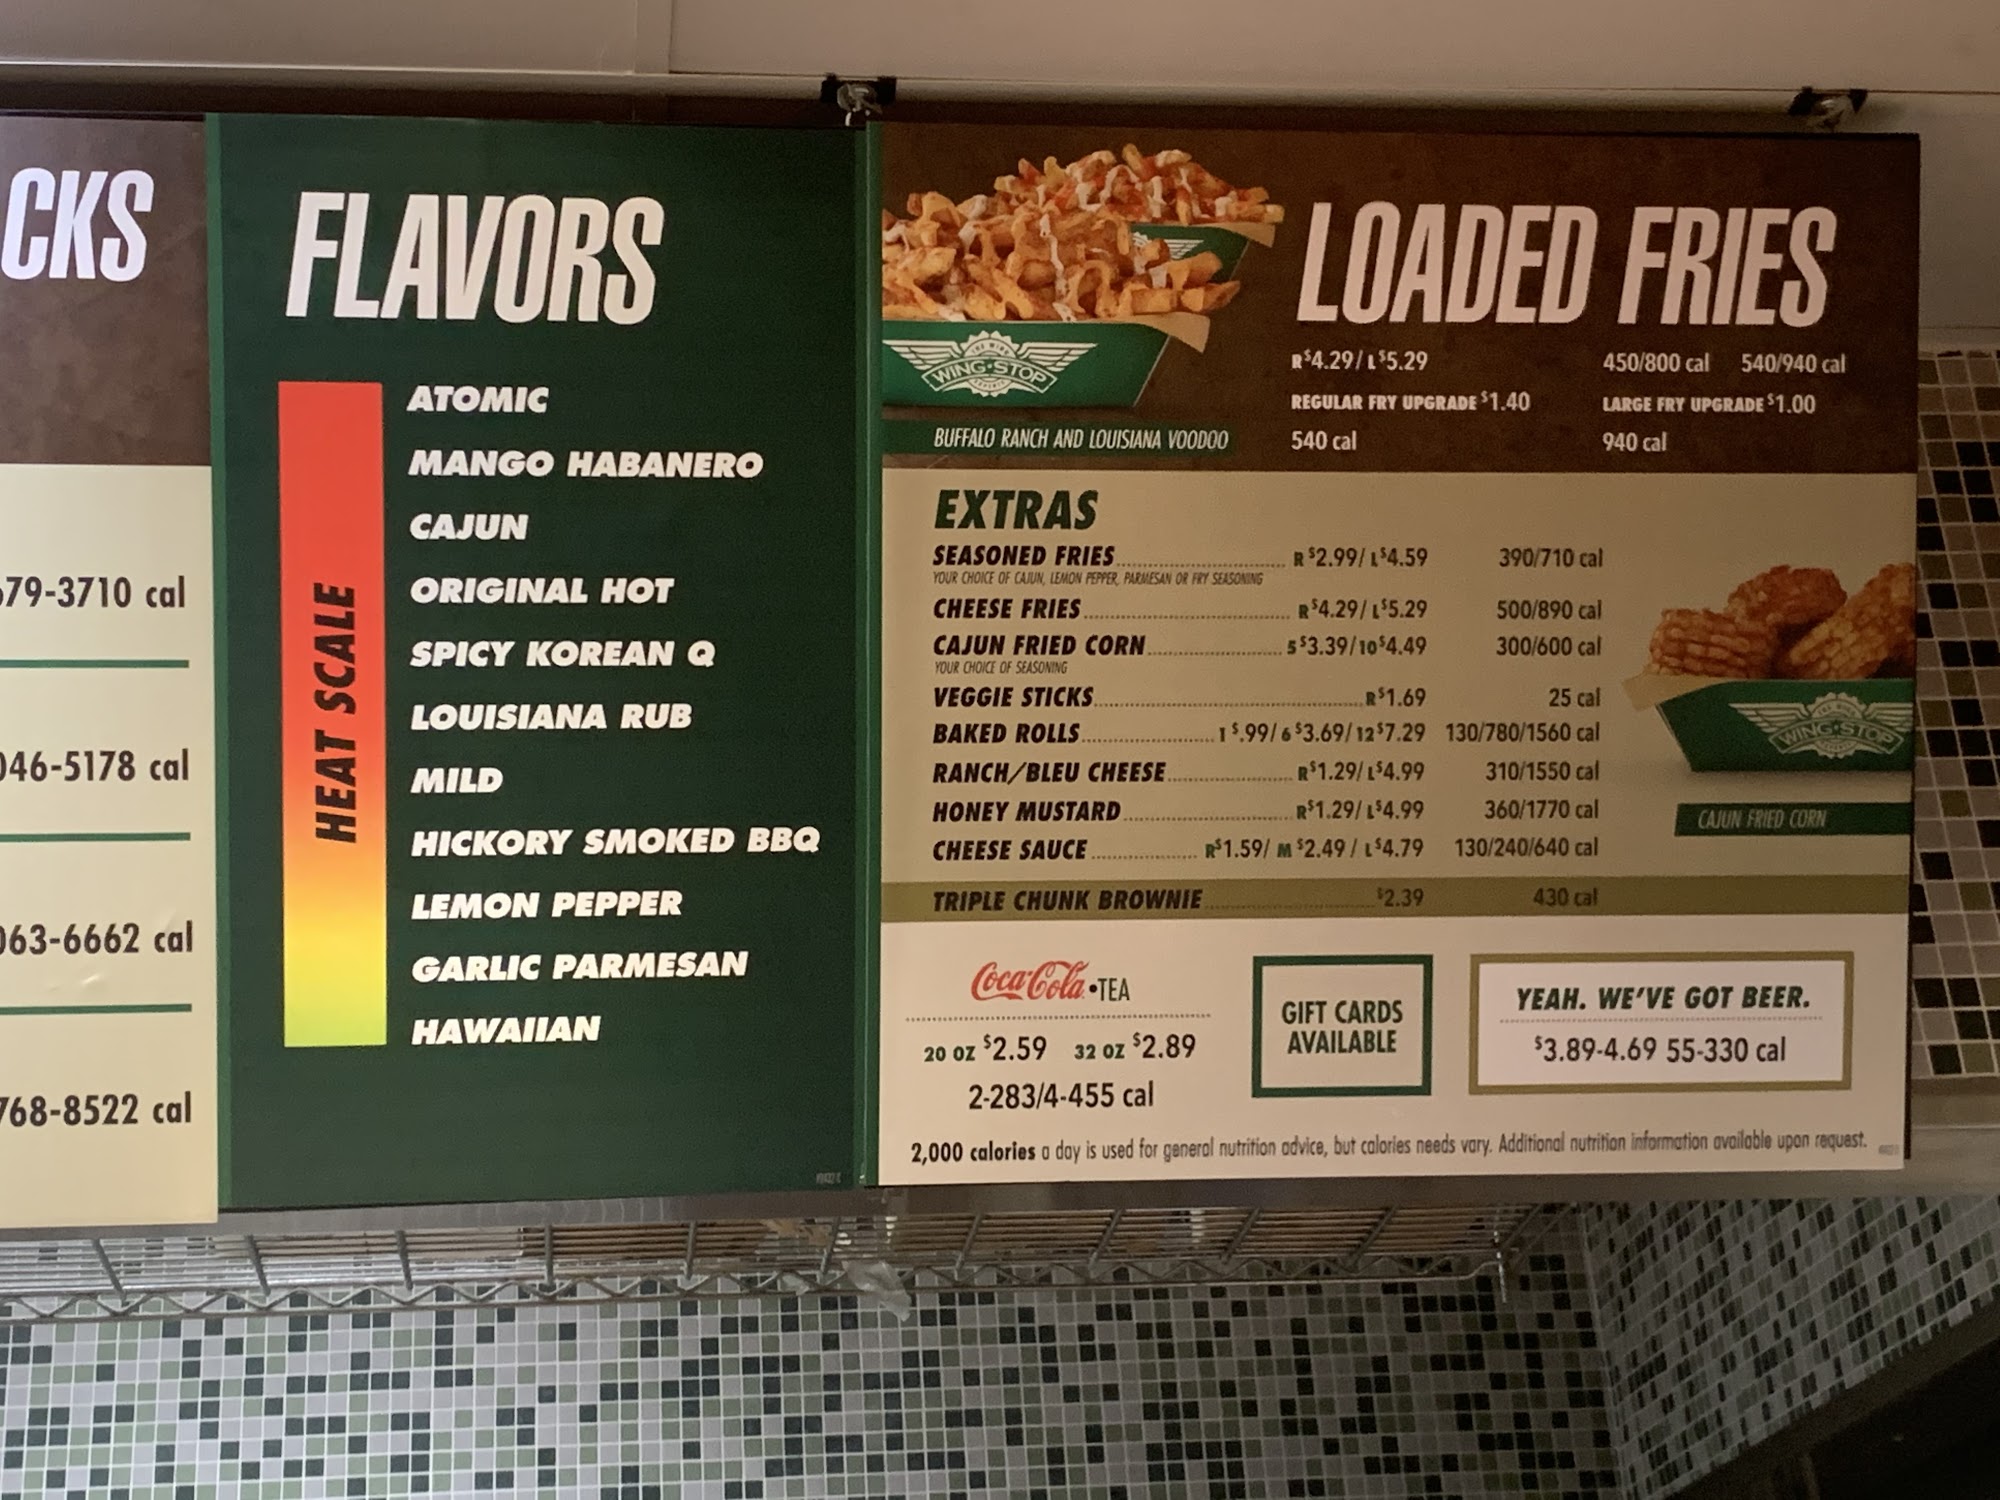 CKS
679-3710 cal
046-5178 cal
063-6662 cal
768-8522 cal
FLAVORS
HEAT SCALE
ATOMIC
MANGO HABANERO
CAJUN
ORIGINAL HOT
SPICY KOREAN Q
LOUISIANA RUB
MILD
HICKORY SMOKED BBQ
LEMON PEPPER
GARLIC PARMESAN
HAWAIIAN
THE WING
WING·STOP
EXPERTS
BUFFALO RANCH AND LOUISIANA VOODOO
LOADED FRIES
R $4.29/ L $5.29 450/800 cal 540/940 cal
REGULAR FRY UPGRADE $1.40 LARGE FRY UPGRADE $1.00
540 cal 940 cal
EXTRAS
SEASONED FRIES R $2.99/ L $4.59 390/710 cal
YOUR CHOICE OF CAJUN, LEMON PEPPER, PARMESAN OR FRY SEASONING
CHEESE FRIES R $4.29/ L $5.29 500/890 cal
CAJUN FRIED CORN 5 $3.39/10 $4.49 300/600 cal
YOUR CHOICE OF SEASONING
VEGGIE STICKS R $1.69 25 cal
BAKED ROLLS 1 $.99/6 $3.69/12 $7.29 130/780/1560 cal
RANCH/BLEU CHEESE R $1.29/ L $4.99 310/1550 cal
HONEY MUSTARD R $1.29/ L $4.99 360/1770 cal
CHEESE SAUCE R $1.59/ M $2.49 / L $4.79 130/240/640 cal
TRIPLE CHUNK BROWNIE $2.39 430 cal
WING·STOP
CAJUN FRIED CORN
Coca-Cola • TEA
20 OZ $2.59 32 OZ $2.89
2-283/4-455 cal
GIFT CARDS
AVAILABLE
YEAH. WE'VE GOT BEER.
$3.89-4.69 55-330 cal
2,000 calories a day is used for general nutrition advice, but calories needs vary. Additional nutrition information available upon request.